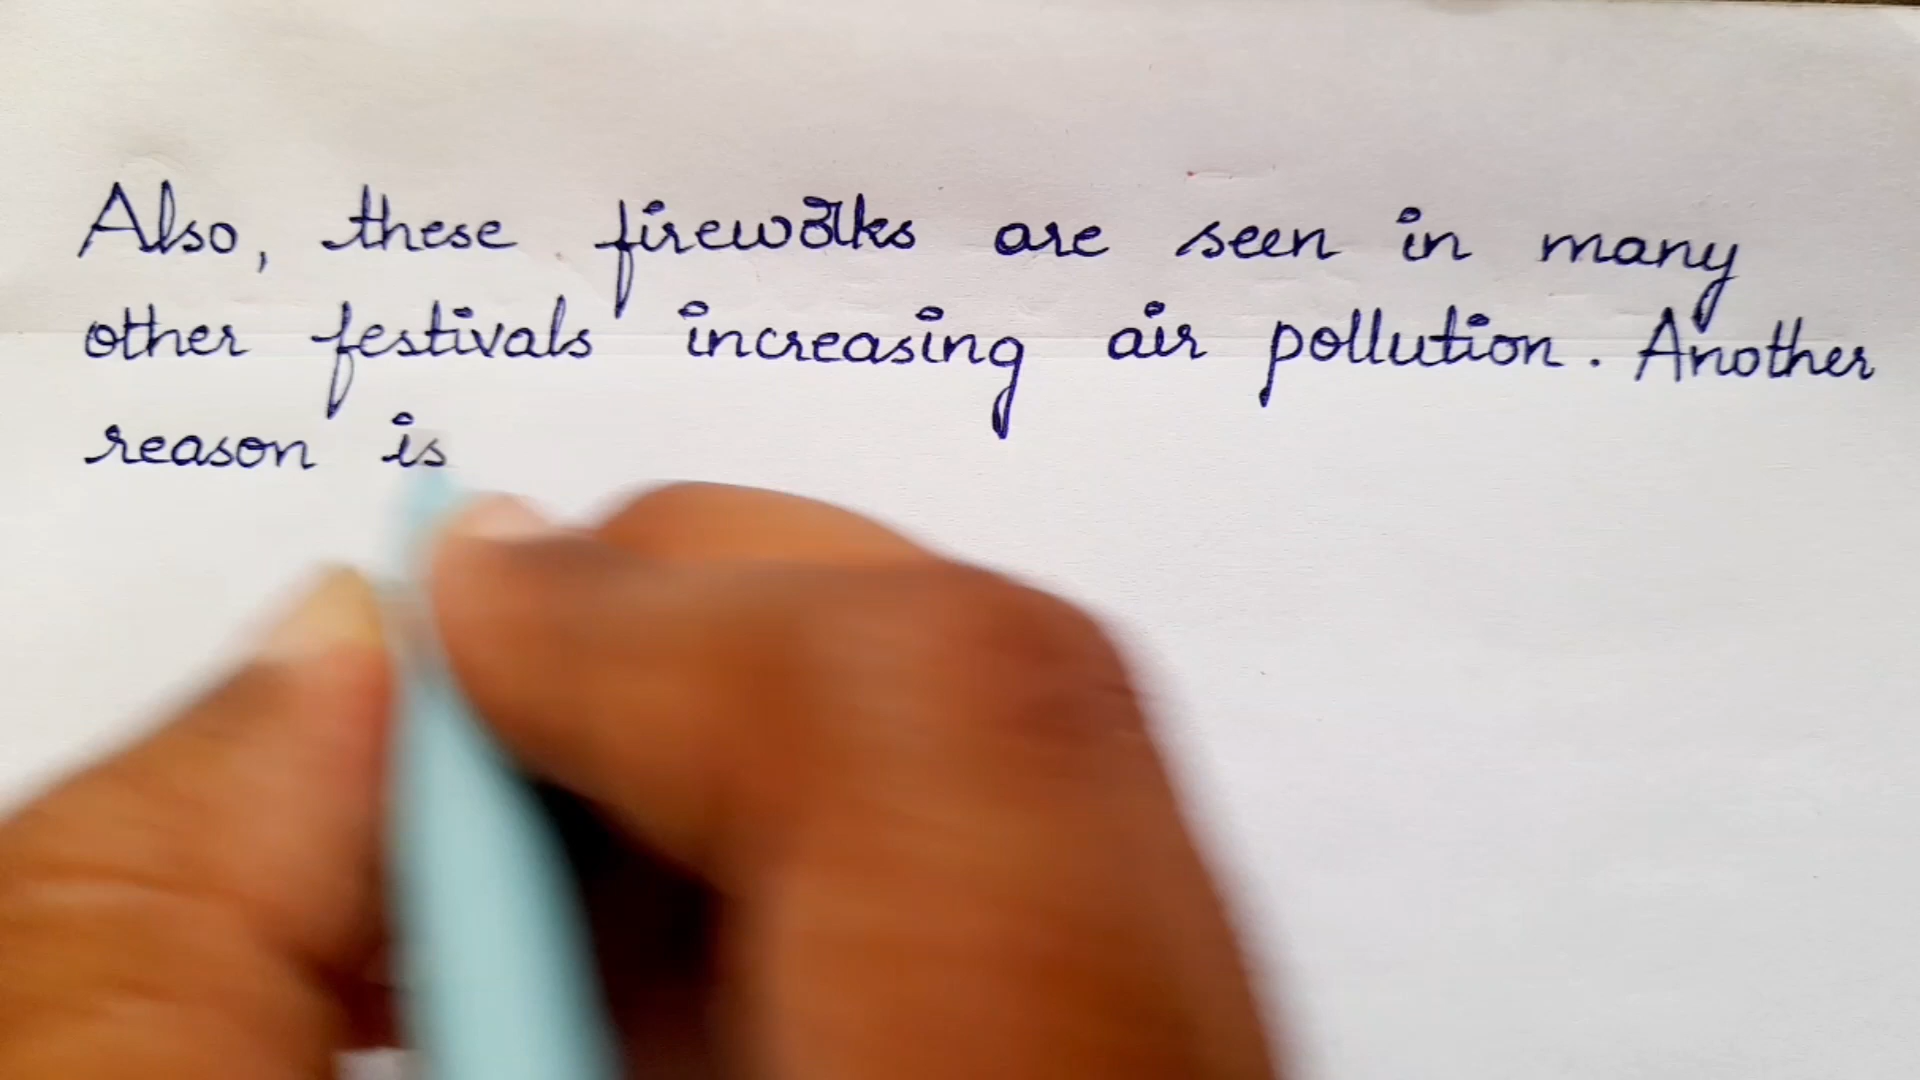 Also, these fireworks are seen in many
other festivals increasing air pollution. Another
reason is